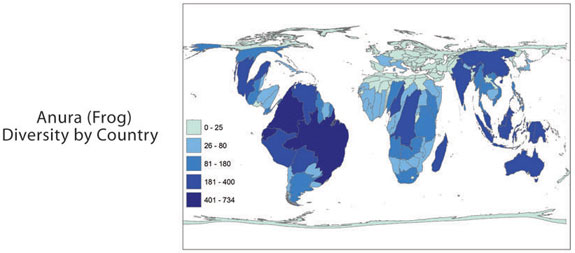 Anura (Frog)
Diversity by Country
0 - 25
26 - 80
81 - 180
181 - 400
401 - 734